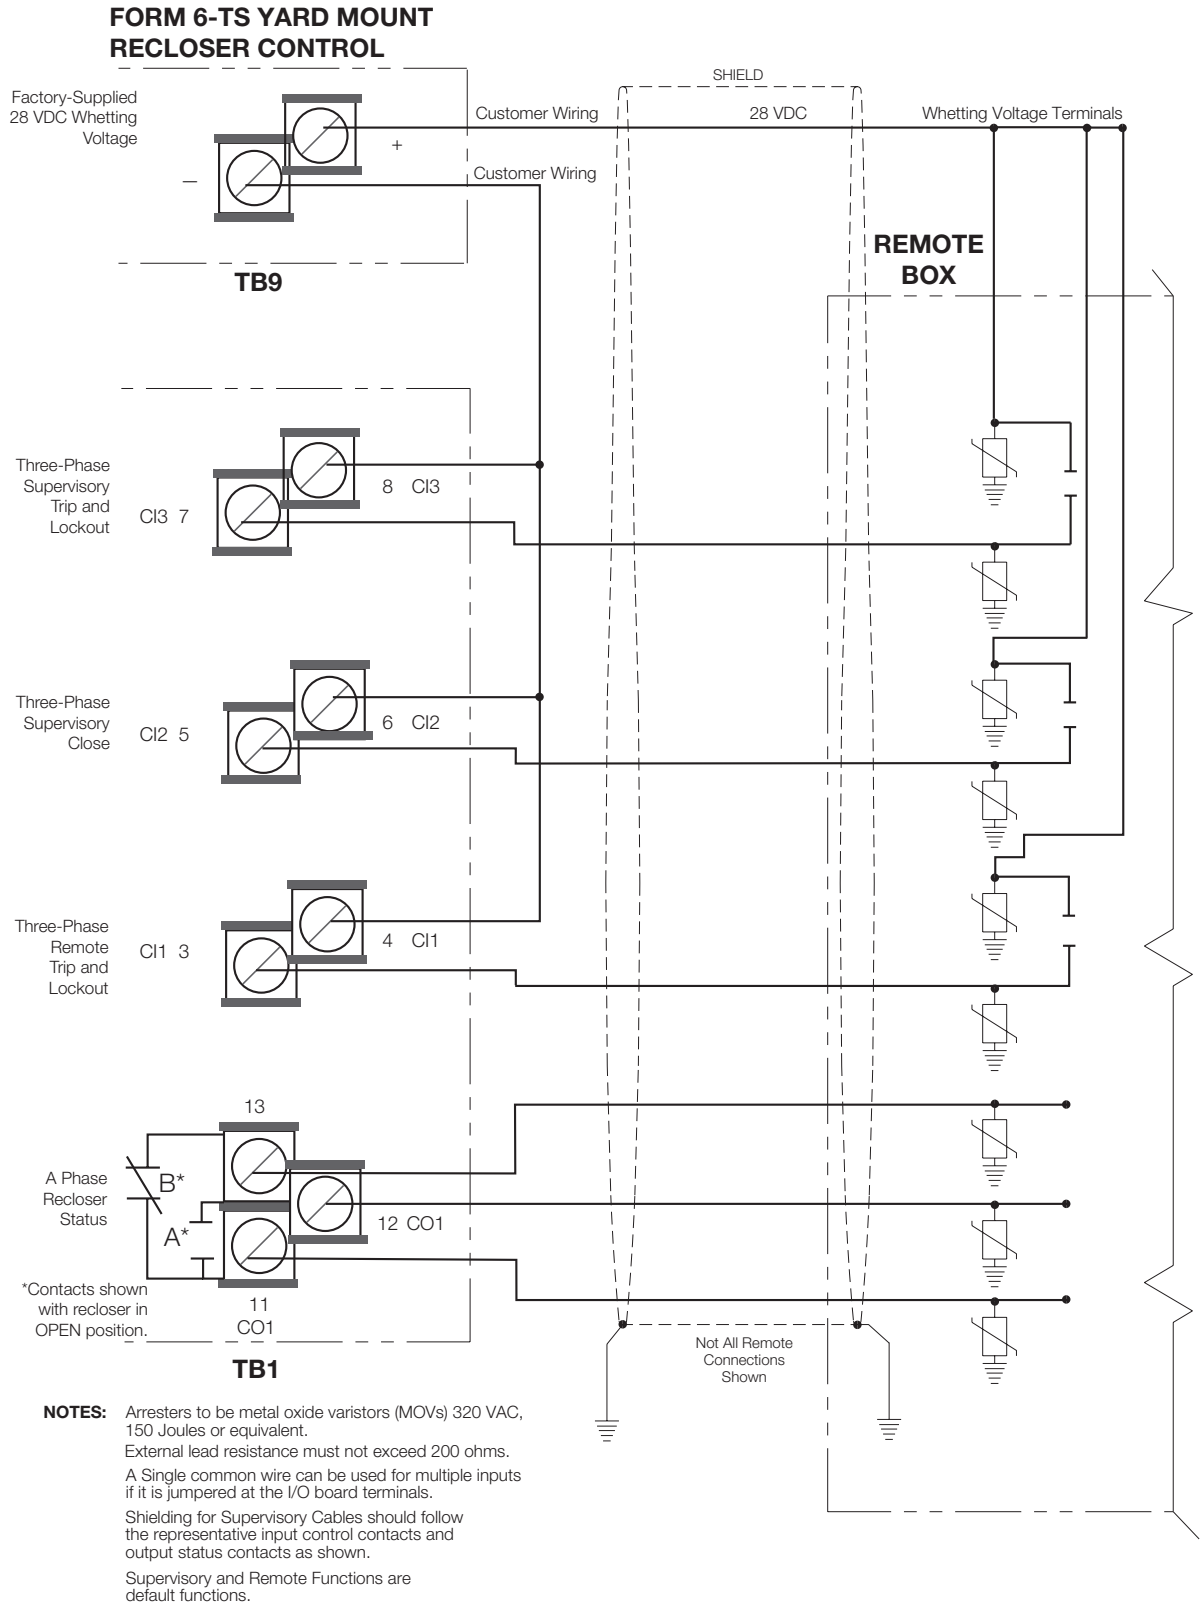 FORM 6-TS YARD MOUNT
RECLOSER CONTROL
Factory-Supplied
28 VDC Whetting
Voltage
+
–
Customer Wiring
Customer Wiring
SHIELD
28 VDC
Whetting Voltage Terminals
TB9
REMOTE
BOX
Three-Phase
Supervisory
Trip and
Lockout
CI3 7
8 CI3
Three-Phase
Supervisory
Close
CI2 5
6 CI2
Three-Phase
Remote
Trip and
Lockout
CI1 3
4 CI1
13
A Phase
Recloser
Status
B*
A*
12 CO1
*Contacts shown
with recloser in
OPEN position.
11
CO1
TB1
Not All Remote
Connections
Shown
NOTES: Arresters to be metal oxide varistors (MOVs) 320 VAC,
150 Joules or equivalent.
External lead resistance must not exceed 200 ohms.
A Single common wire can be used for multiple inputs
if it is jumpered at the I/O board terminals.
Shielding for Supervisory Cables should follow
the representative input control contacts and
output status contacts as shown.
Supervisory and Remote Functions are
default functions.